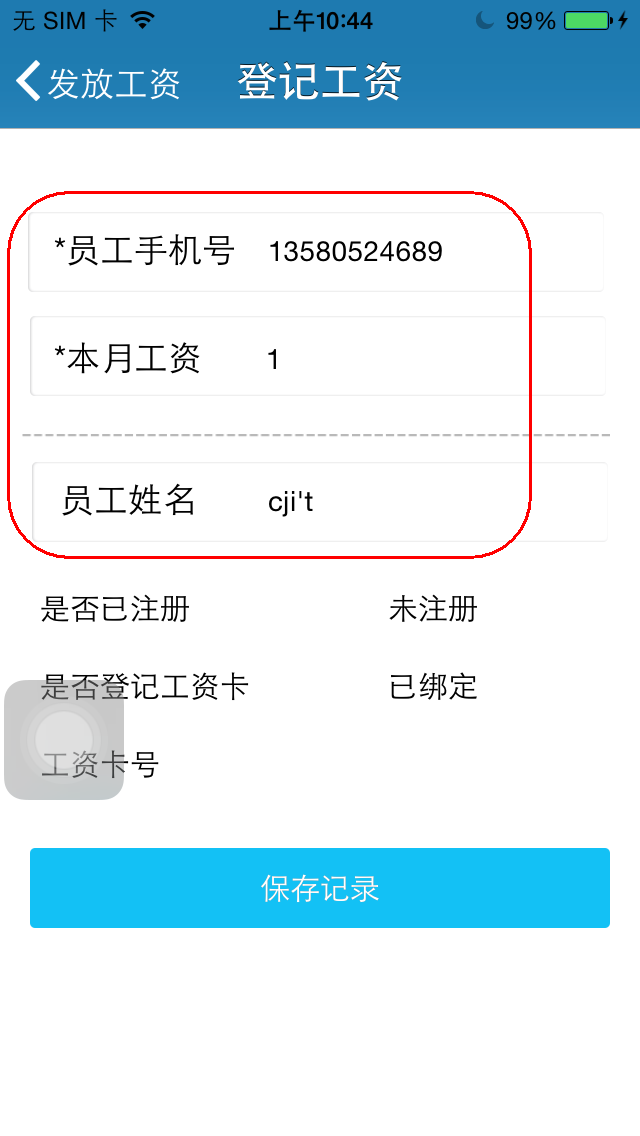 无 SIM 卡 上午10:44 99%
发放工资 登记工资
*员工手机号 13580524689
*本月工资 1
员工姓名 cji't
是否已注册 未注册
是否登记工资卡 已绑定
工资卡号
保存记录